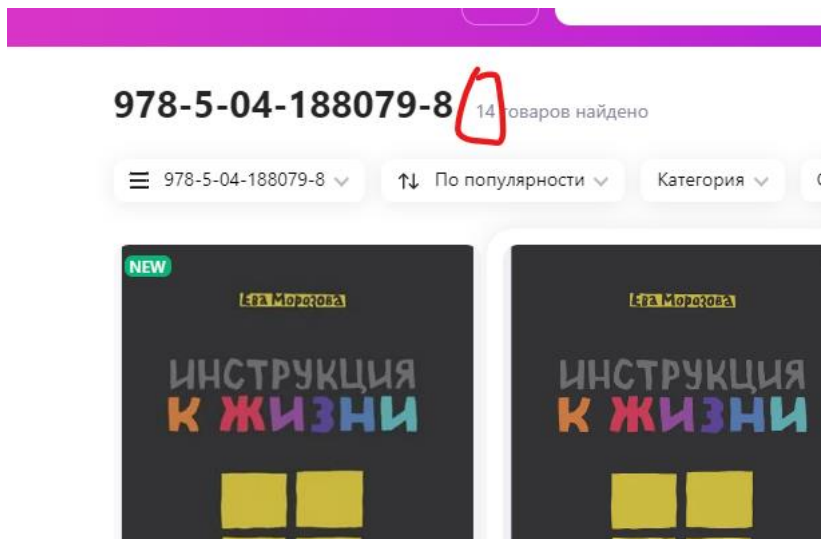 978-5-04-188079-8 14 товаров найдено
978-5-04-188079-8 По популярности Категория
NEW
Ева Морозова Ева Морозова
ИНСТРУКЦИЯ ИНСТРУКЦИЯ
К ЖИЗНИ К ЖИЗНИ